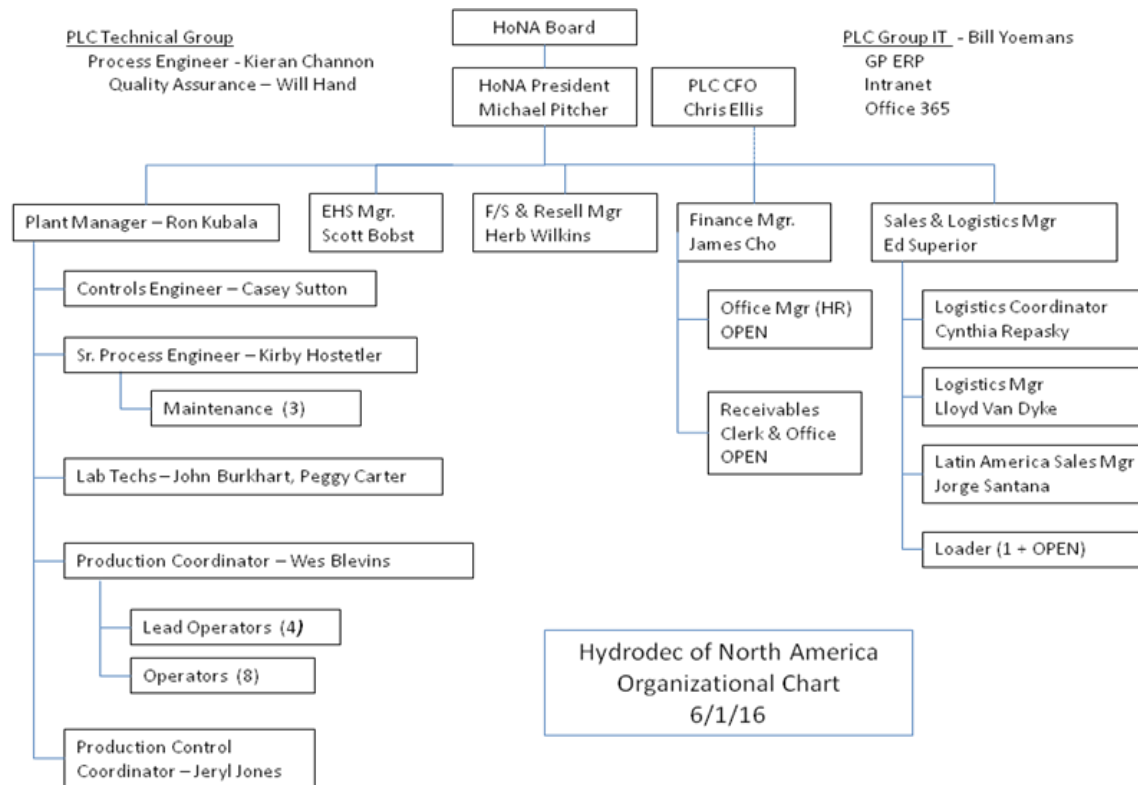 PLC Technical Group
Process Engineer - Kieran Channon
Quality Assurance – Will Hand
HoNA Board
PLC Group IT - Bill Yoemans
GP ERP
Intranet
Office 365
HoNA President
Michael Pitcher
PLC CFO
Chris Ellis
Plant Manager – Ron Kubala
EHS Mgr.
Scott Bobst
F/S & Resell Mgr
Herb Wilkins
Finance Mgr.
James Cho
Sales & Logistics Mgr
Ed Superior
Controls Engineer – Casey Sutton
Sr. Process Engineer – Kirby Hostetler
Maintenance (3)
Lab Techs – John Burkhart, Peggy Carter
Production Coordinator – Wes Blevins
Lead Operators (4)
Operators (8)
Production Control
Coordinator – Jeryl Jones
Office Mgr (HR)
OPEN
Receivables
Clerk & Office
OPEN
Logistics Coordinator
Cynthia Repasky
Logistics Mgr
Lloyd Van Dyke
Latin America Sales Mgr
Jorge Santana
Loader (1 + OPEN)
Hydrodec of North America
Organizational Chart
6/1/16